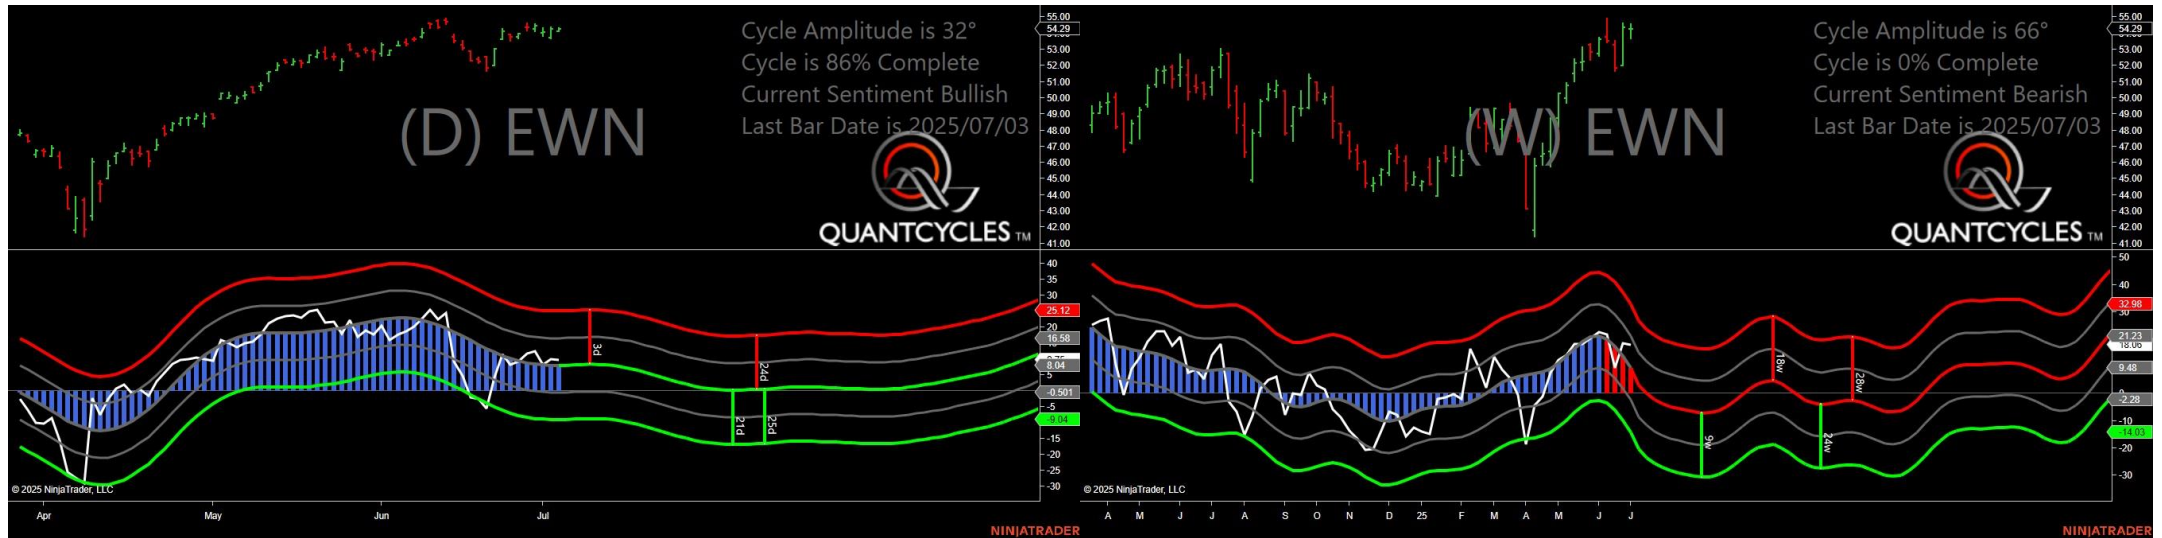 Cycle Amplitude is 32°
Cycle is 86% Complete
Current Sentiment Bullish
Last Bar Date is 2025/07/03
(D) EWN
QUANTCYCLES TM
55.00
54.29
53.00
52.00
51.00
50.00
49.00
48.00
47.00
46.00
45.00
44.00
43.00
42.00
41.00
40
35
30
25.12
20
16.58
8.04
5
-0.501
-5
-9.04
-15
-20
-25
-30
3d
24d
21d
25d
© 2025 NinjaTrader, LLC
Apr May Jun Jul
NINJATRADER
Cycle Amplitude is 66°
Cycle is 0% Complete
Current Sentiment Bearish
Last Bar Date is 2025/07/03
(W) EWN
QUANTCYCLES TM
55.00
54.29
53.00
52.00
51.00
50.00
49.00
48.00
47.00
46.00
45.00
44.00
43.00
42.00
41.00
50
40
32.98
30
21.23
18.06
9.48
0
-2.28
-10
-14.03
-20
-30
18w
28w
9w
24w
© 2025 NinjaTrader, LLC
A M J J A S O N D 25 F M A M J J
NINJATRADER